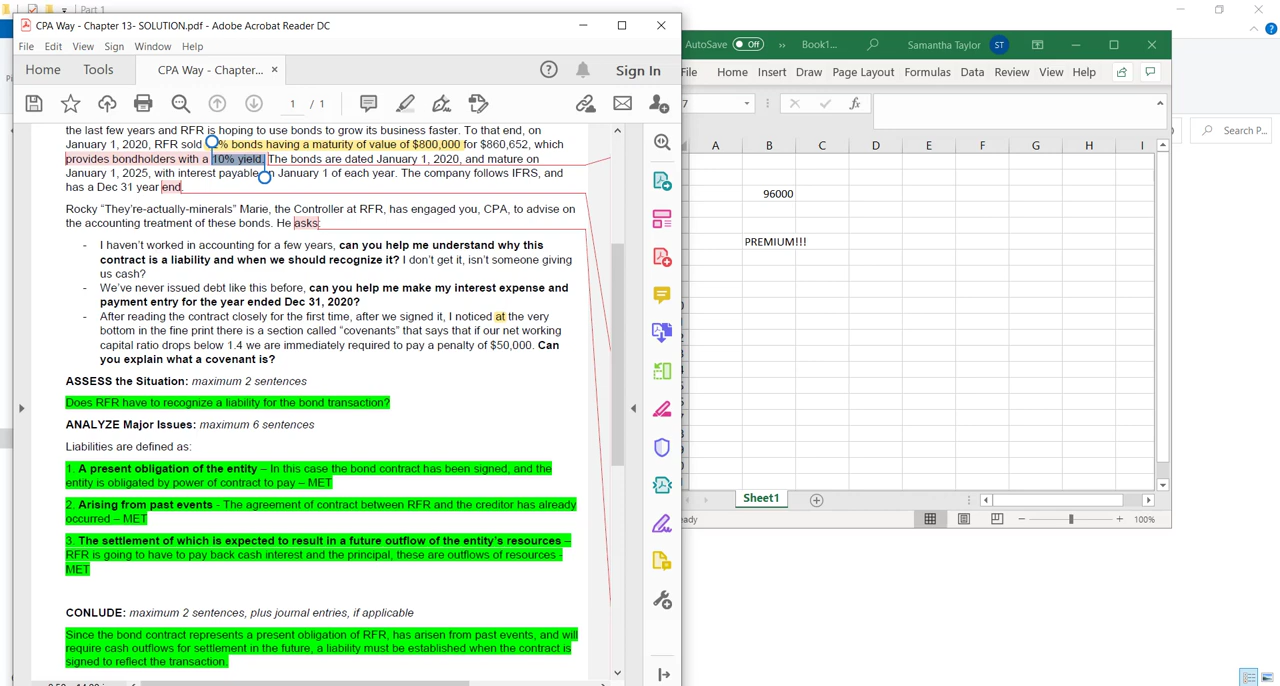 Part 1
CPA Way - Chapter 13- SOLUTION.pdf - Adobe Acrobat Reader DC
File Edit View Sign Window Help
Home Tools CPA Way - Chapter... × Sign In
1 / 1
the last few years and RFR is hoping to use bonds to grow its business faster. To that end, on
January 1, 2020, RFR sold % bonds having a maturity of value of $800,000 for $860,652, which
provides bondholders with a 10% yield. The bonds are dated January 1, 2020, and mature on
January 1, 2025, with interest payable on January 1 of each year. The company follows IFRS, and
has a Dec 31 year end.
Rocky “They’re-actually-minerals” Marie, the Controller at RFR, has engaged you, CPA, to advise on
the accounting treatment of these bonds. He asks:
- I haven’t worked in accounting for a few years, can you help me understand why this
contract is a liability and when we should recognize it? I don’t get it, isn’t someone giving
us cash?
- We’ve never issued debt like this before, can you help me make my interest expense and
payment entry for the year ended Dec 31, 2020?
- After reading the contract closely for the first time, after we signed it, I noticed at the very
bottom in the fine print there is a section called “covenants” that says that if our net working
capital ratio drops below 1.4 we are immediately required to pay a penalty of $50,000. Can
you explain what a covenant is?
ASSESS the Situation: maximum 2 sentences
Does RFR have to recognize a liability for the bond transaction?
ANALYZE Major Issues: maximum 6 sentences
Liabilities are defined as:
1. A present obligation of the entity – In this case the bond contract has been signed, and the
entity is obligated by power of contract to pay – MET
2. Arising from past events - The agreement of contract between RFR and the creditor has already
occurred – MET
3. The settlement of which is expected to result in a future outflow of the entity’s resources –
RFR is going to have to pay back cash interest and the principal, these are outflows of resources -
MET
CONLUDE: maximum 2 sentences, plus journal entries, if applicable
Since the bond contract represents a present obligation of RFR, has arisen from past events, and will
require cash outflows for settlement in the future, a liability must be established when the contract is
signed to reflect the transaction.
AutoSave Off Book1... Samantha Taylor ST
File Home Insert Draw Page Layout Formulas Data Review View Help
7 fx
A B C D E F G H I
96000
PREMIUM!!!
Sheet1
eady 100%
Search P...